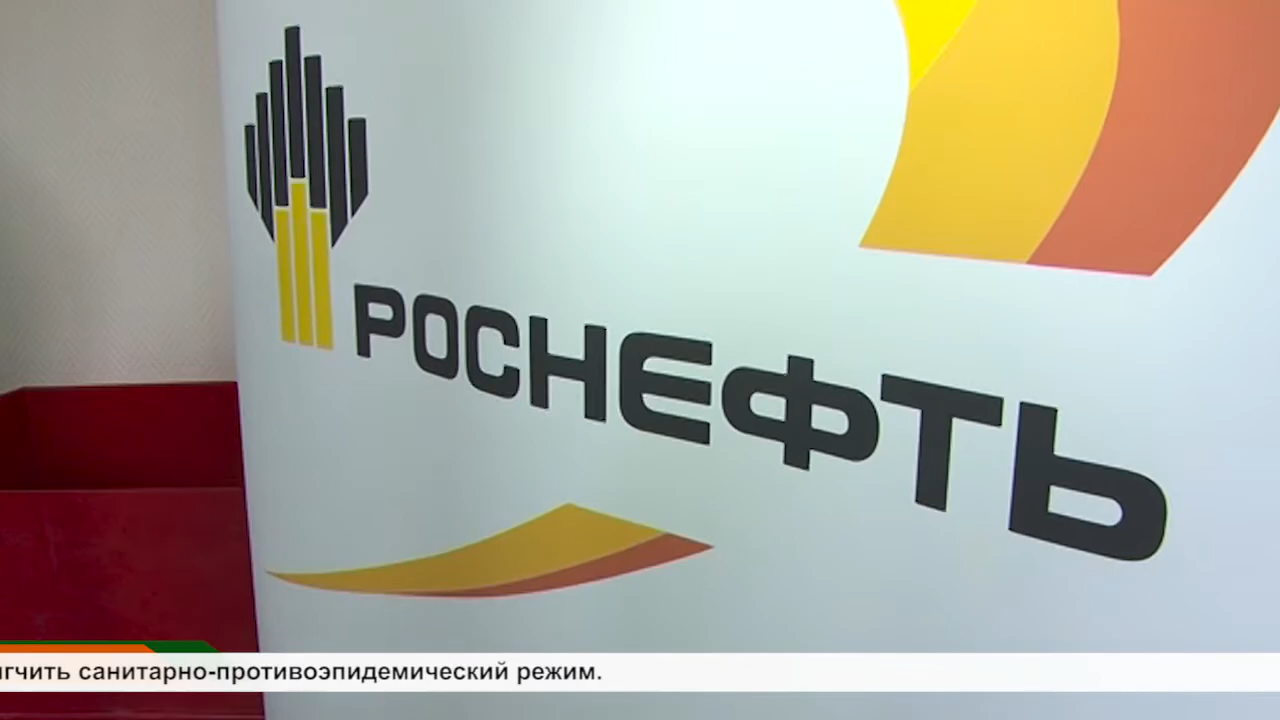 РОСНЕФТЬ
санитарно-противоэпидемический режим.